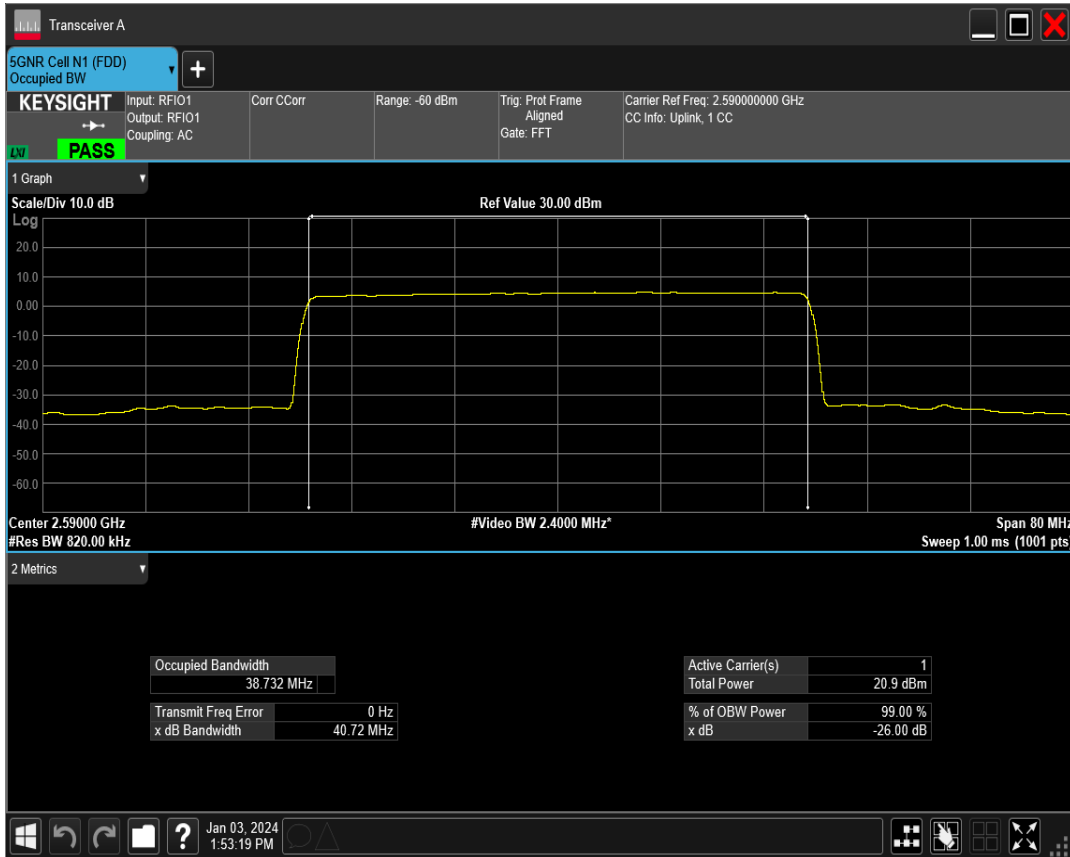 Transceiver A
5GNR Cell N1 (FDD)
Occupied BW
+
KEYSIGHT
LXI
PASS
Input: RFIO1
Output: RFIO1
Coupling: AC
Corr CCorr
Range: -60 dBm
Trig: Prot Frame
Aligned
Gate: FFT
Carrier Ref Freq: 2.590000000 GHz
CC Info: Uplink, 1 CC
1 Graph
Scale/Div 10.0 dB
Ref Value 30.00 dBm
Log
20.0
10.0
0.00
-10.0
-20.0
-30.0
-40.0
-50.0
-60.0
Center 2.59000 GHz
#Video BW 2.4000 MHz*
Span 80 MHz
#Res BW 820.00 kHz
Sweep 1.00 ms (1001 pts)
2 Metrics
Occupied Bandwidth
38.732 MHz
Transmit Freq Error 0 Hz
x dB Bandwidth 40.72 MHz
Active Carrier(s) 1
Total Power 20.9 dBm
% of OBW Power 99.00 %
x dB -26.00 dB
?
Jan 03, 2024
1:53:19 PM